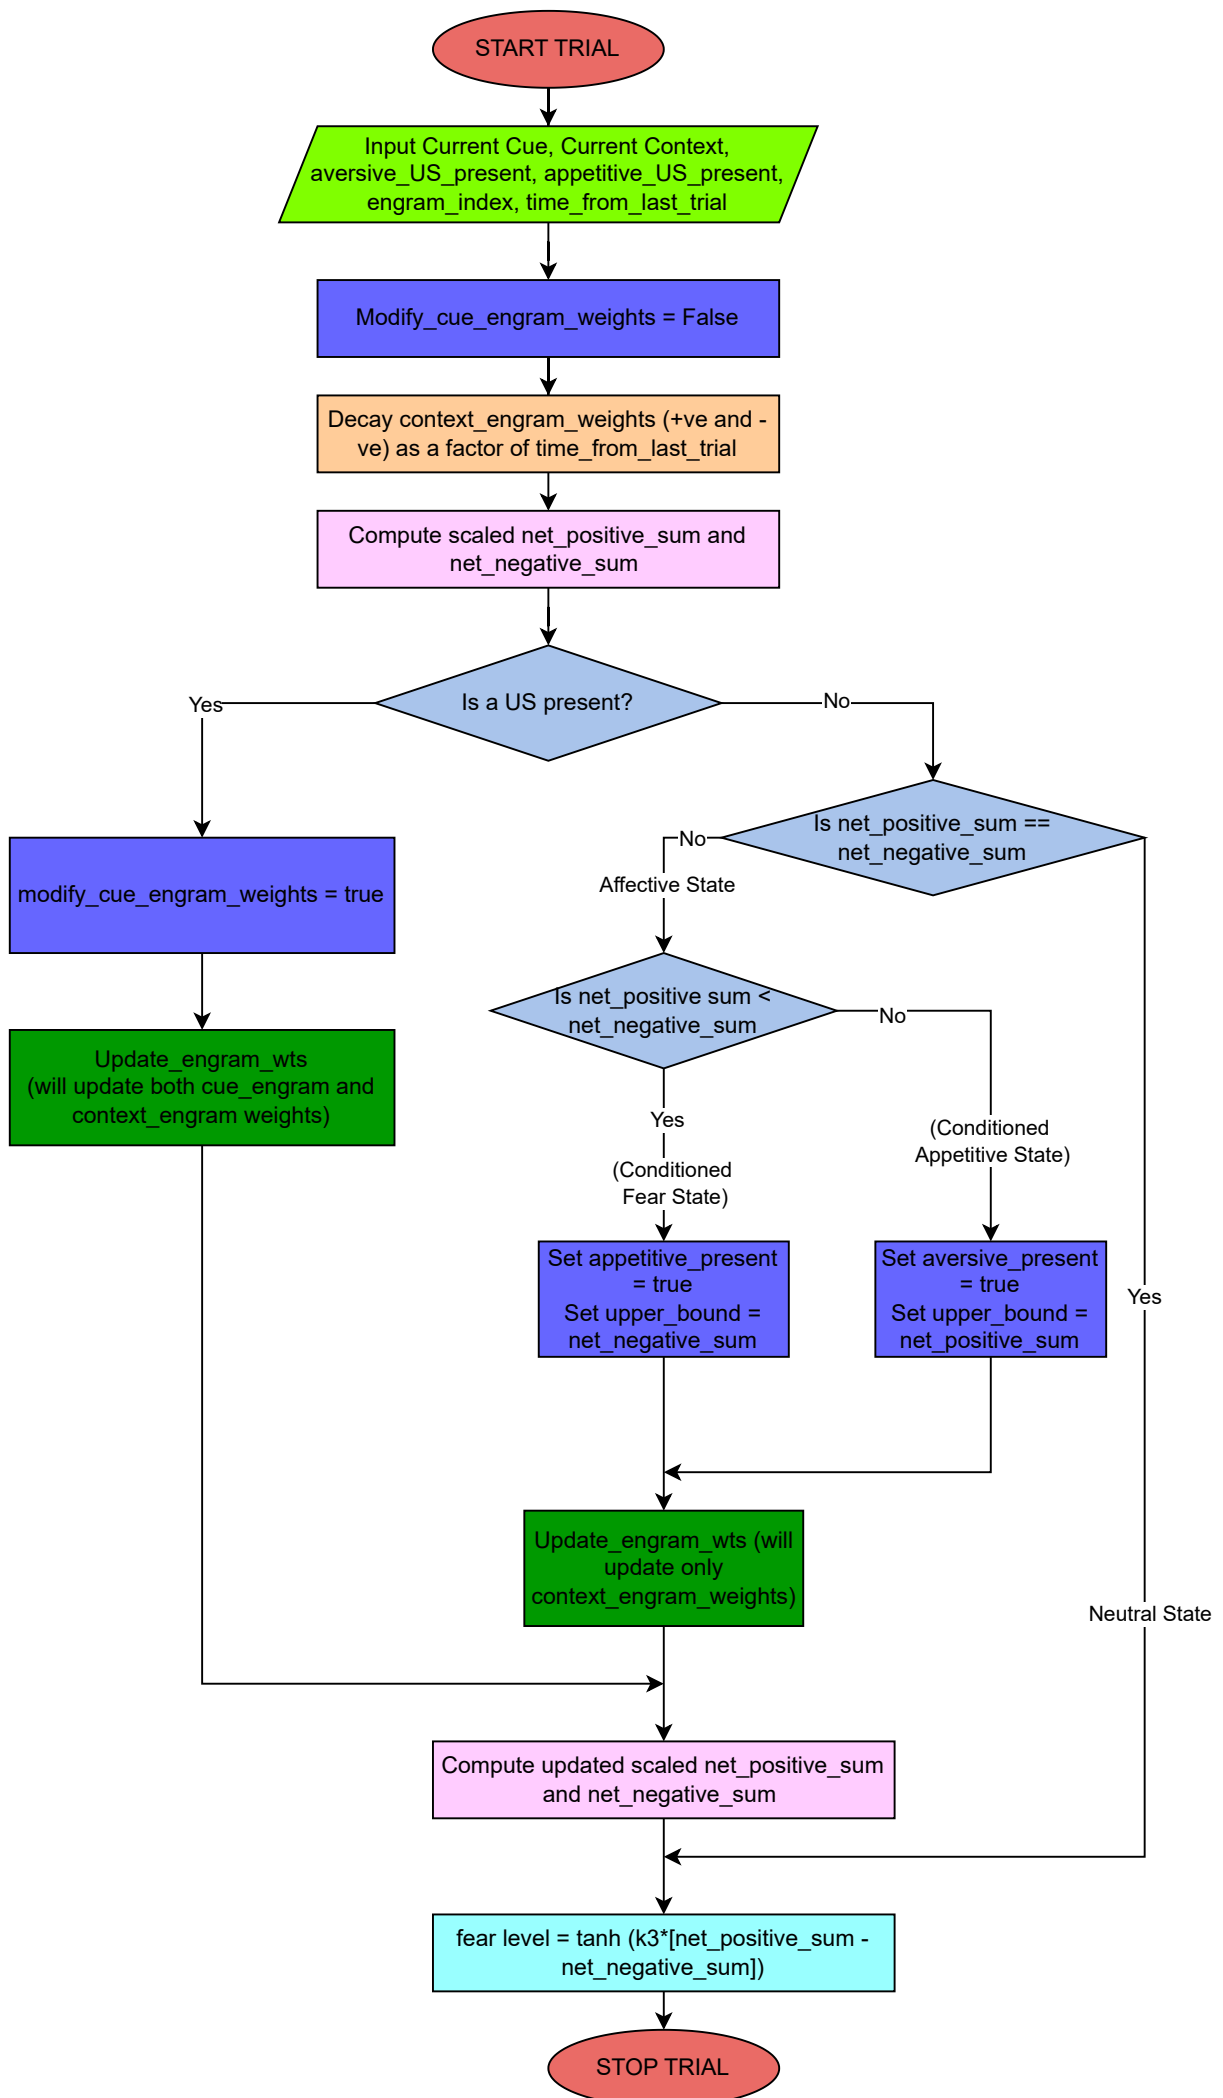 START TRIAL
Input Current Cue, Current Context,
aversive_US_present, appetitive_US_present,
engram_index, time_from_last_trial
Modify_cue_engram_weights = False
Decay context_engram_weights (+ve and -
ve) as a factor of time_from_last_trial
Compute scaled net_positive_sum and
net_negative_sum
Is a US present?
Yes
No
Is net_positive_sum ==
net_negative_sum
No
Affective State
modify_cue_engram_weights = true
Is net_positive sum <
net_negative_sum
No
Update_engram_wts
(will update both cue_engram and
context_engram weights)
Yes
(Conditioned
Fear State)
(Conditioned
Appetitive State)
Set appetitive_present
= true
Set upper_bound =
net_negative_sum
Set aversive_present
= true
Set upper_bound =
net_positive_sum
Yes
Update_engram_wts (will
update only
context_engram_weights)
Neutral State
Compute updated scaled net_positive_sum
and net_negative_sum
fear level = tanh (k3*[net_positive_sum -
net_negative_sum])
STOP TRIAL